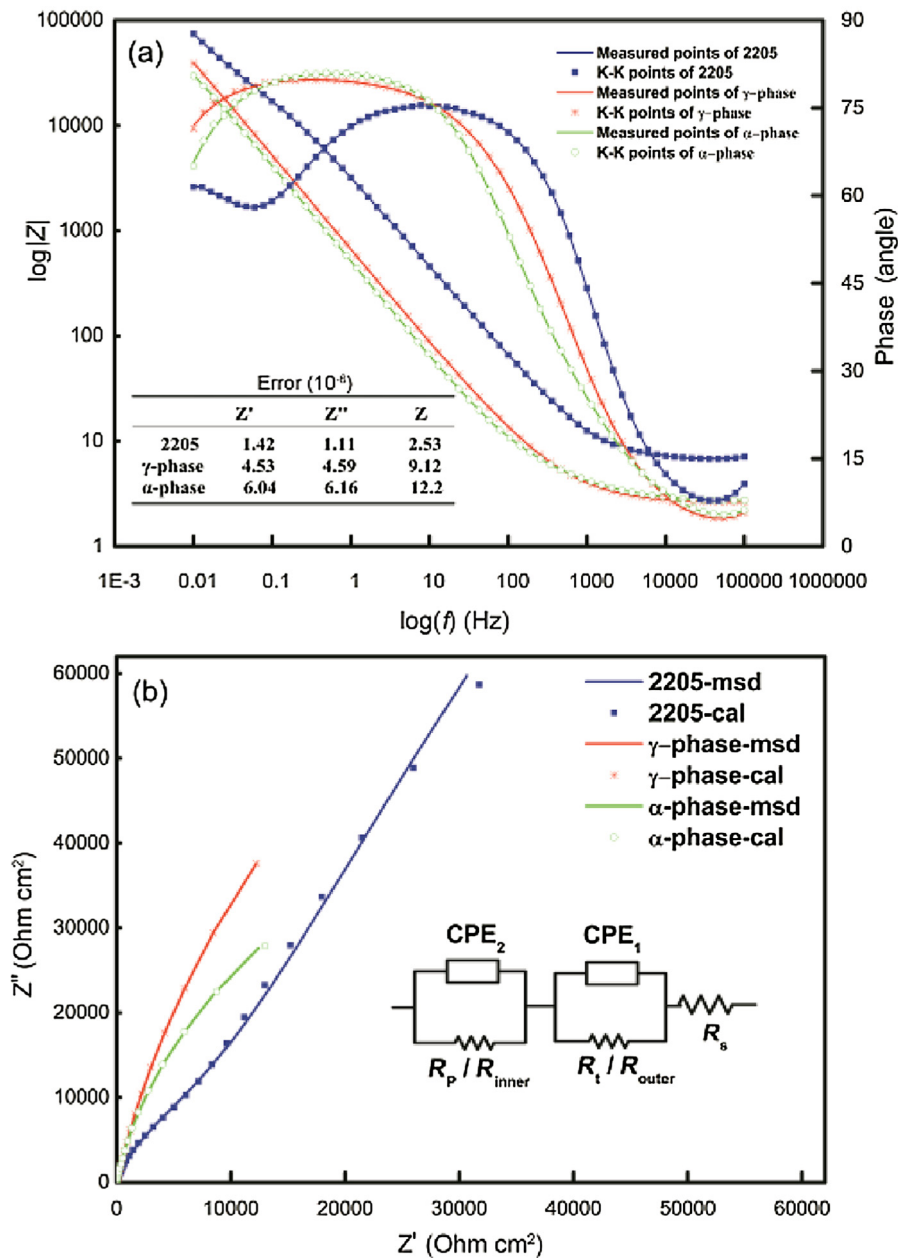 (a)
Measured points of 2205
K-K points of 2205
Measured points of γ-phase
K-K points of γ-phase
Measured points of α-phase
K-K points of α-phase
100000
10000
1000
100
10
1
log|Z|
90
75
60
45
30
15
0
Phase (angle)
Error (10⁻⁶)
Z' Z'' Z
2205 1.42 1.11 2.53
γ-phase 4.53 4.59 9.12
α-phase 6.04 6.16 12.2
1E-3 0.01 0.1 1 10 100 1000 10000 100000 1000000
log(f) (Hz)
(b)
2205-msd
2205-cal
γ-phase-msd
γ-phase-cal
α-phase-msd
α-phase-cal
60000
50000
40000
30000
20000
10000
0
Z'' (Ohm cm²)
CPE₂ CPE₁
Rₛ
R_P / R_inner R_t / R_outer
0 10000 20000 30000 40000 50000 60000
Z' (Ohm cm²)